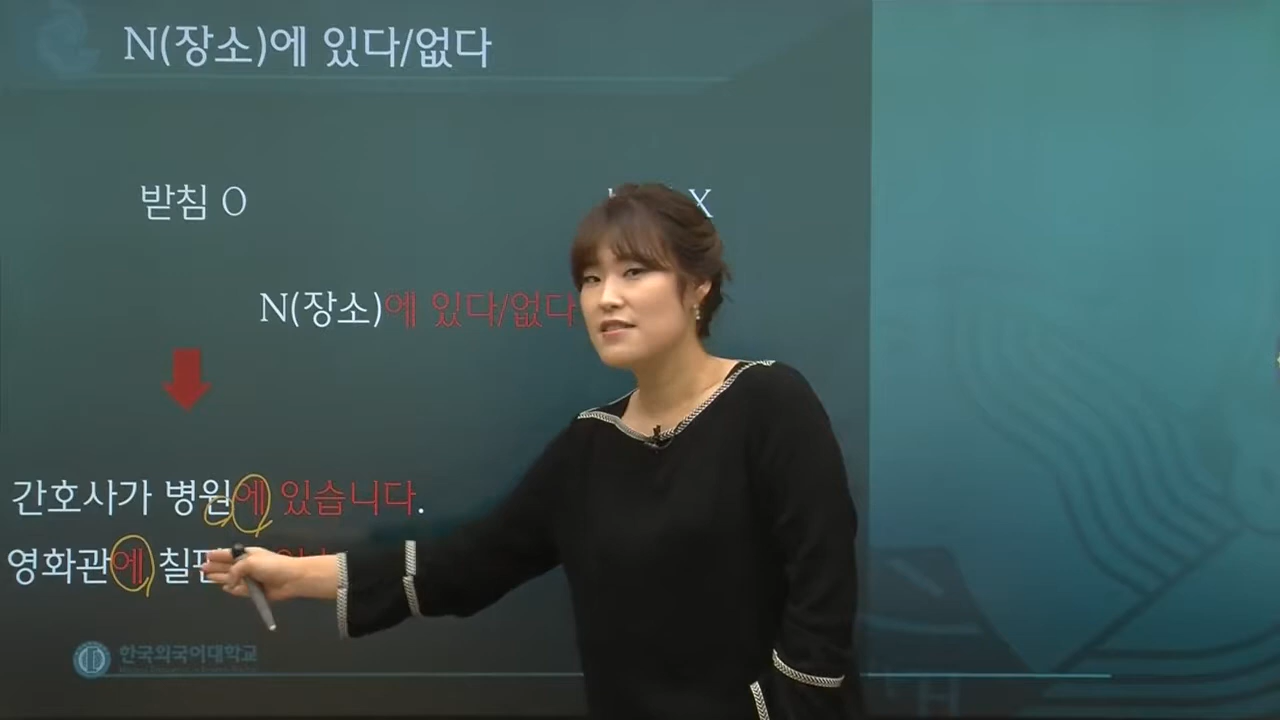 N(장소)에 있다/없다
받침 O
X
N(장소)에 있다/없다
간호사가 병원에 있습니다.
영화관에
한국외국어대학교